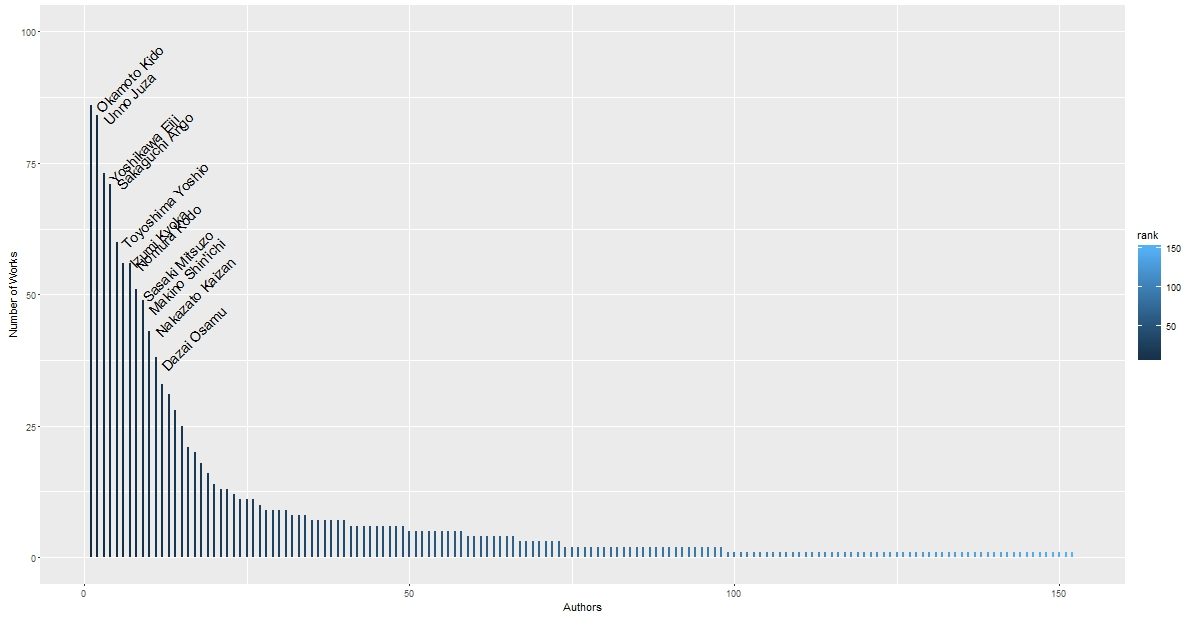 100
75
50
25
0
Number of Works
Okamoto Kido
Unno Juza
Yoshikawa Eiji
Sakaguchi Ango
Toyoshima Yoshio
Izumi Kyoka
Nomura Kodo
Sasaki Mitsuzo
Makino Shin'ichi
Nakazato Kaizan
Dazai Osamu
0
50
100
150
Authors
rank
150
100
50